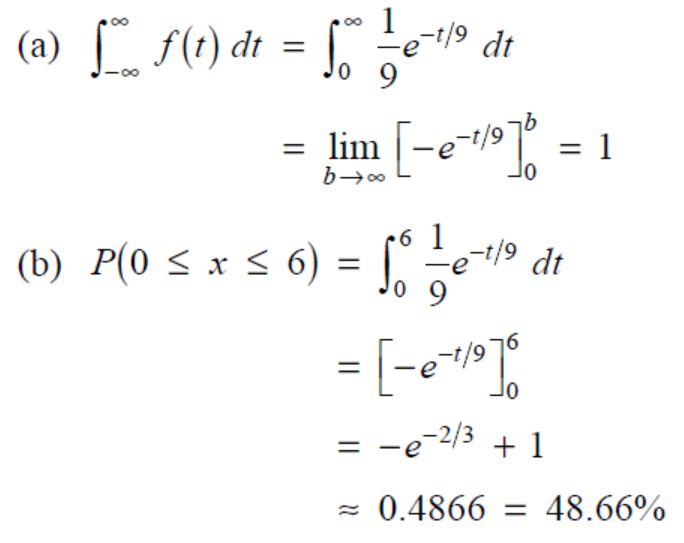 (a) ∫_{-∞}^{∞} f(t) dt = ∫_0^∞ 1/9 e^{-t/9} dt
= lim_{b→∞} [-e^{-t/9}]_0^b = 1
(b) P(0 ≤ x ≤ 6) = ∫_0^6 1/9 e^{-t/9} dt
= [-e^{-t/9}]_0^6
= -e^{-2/3} + 1
≈ 0.4866 = 48.66%